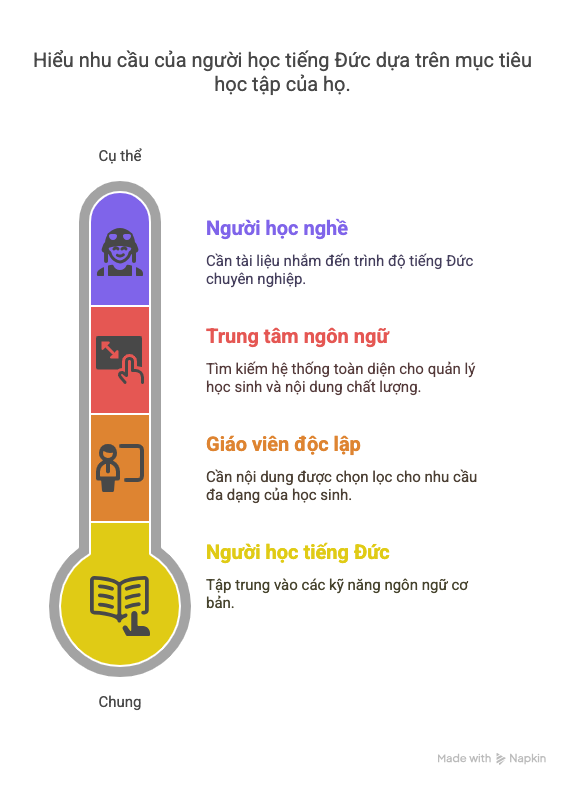 Hiểu nhu cầu của người học tiếng Đức dựa trên mục tiêu
học tập của họ.
Cụ thể
Người học nghề
Cần tài liệu nhắm đến trình độ tiếng Đức
chuyên nghiệp.
Trung tâm ngôn ngữ
Tìm kiếm hệ thống toàn diện cho quản lý
học sinh và nội dung chất lượng.
Giáo viên độc lập
Cần nội dung được chọn lọc cho nhu cầu
đa dạng của học sinh.
Người học tiếng Đức
Tập trung vào các kỹ năng ngôn ngữ cơ
bản.
Chung
Made with Napkin